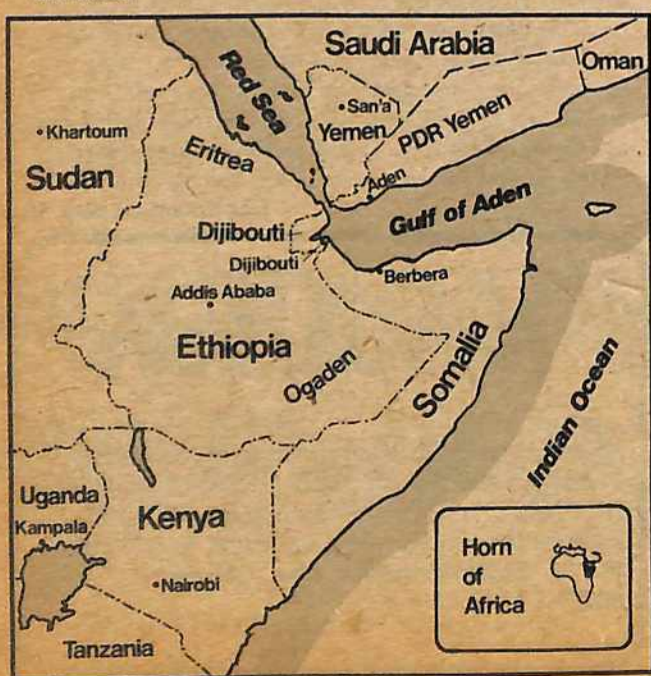 Saudi Arabia
Oman
Red Sea
San'a
Yemen
PDR Yemen
Khartoum
Sudan
Eritrea
Aden
Gulf of Aden
Dijibouti
Dijibouti
Berbera
Addis Ababa
Ethiopia
Ogaden
Somalia
Indian Ocean
Uganda
Kampala
Kenya
Nairobi
Tanzania
Horn
of
Africa